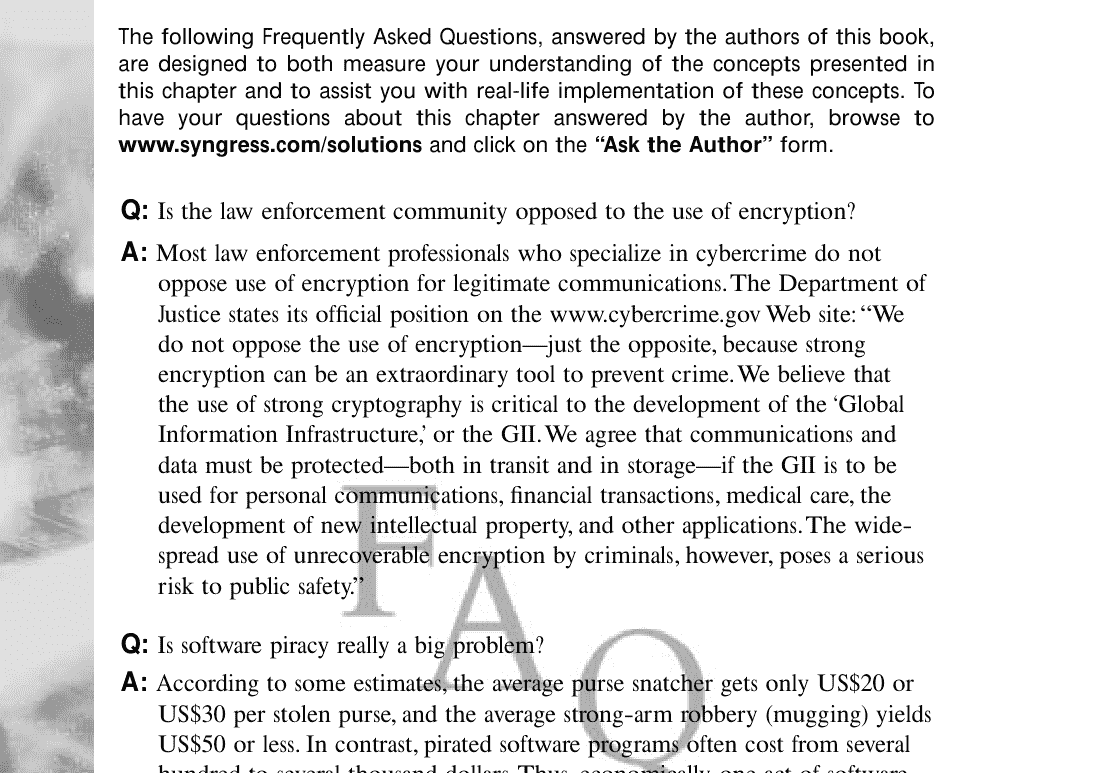 The following Frequently Asked Questions, answered by the authors of this book,
are designed to both measure your understanding of the concepts presented in
this chapter and to assist you with real-life implementation of these concepts. To
have your questions about this chapter answered by the author, browse to
www.syngress.com/solutions and click on the “Ask the Author” form.
Q: Is the law enforcement community opposed to the use of encryption?
A: Most law enforcement professionals who specialize in cybercrime do not
oppose use of encryption for legitimate communications. The Department of
Justice states its official position on the www.cybercrime.gov Web site: “We
do not oppose the use of encryption—just the opposite, because strong
encryption can be an extraordinary tool to prevent crime. We believe that
the use of strong cryptography is critical to the development of the ‘Global
Information Infrastructure,’ or the GII. We agree that communications and
data must be protected—both in transit and in storage—if the GII is to be
used for personal communications, financial transactions, medical care, the
development of new intellectual property, and other applications. The wide-
spread use of unrecoverable encryption by criminals, however, poses a serious
risk to public safety.”
Q: Is software piracy really a big problem?
A: According to some estimates, the average purse snatcher gets only US$20 or
US$30 per stolen purse, and the average strong-arm robbery (mugging) yields
US$50 or less. In contrast, pirated software programs often cost from several
hundred to several thousand dollars. Thus, economically, one act of software
FAQ